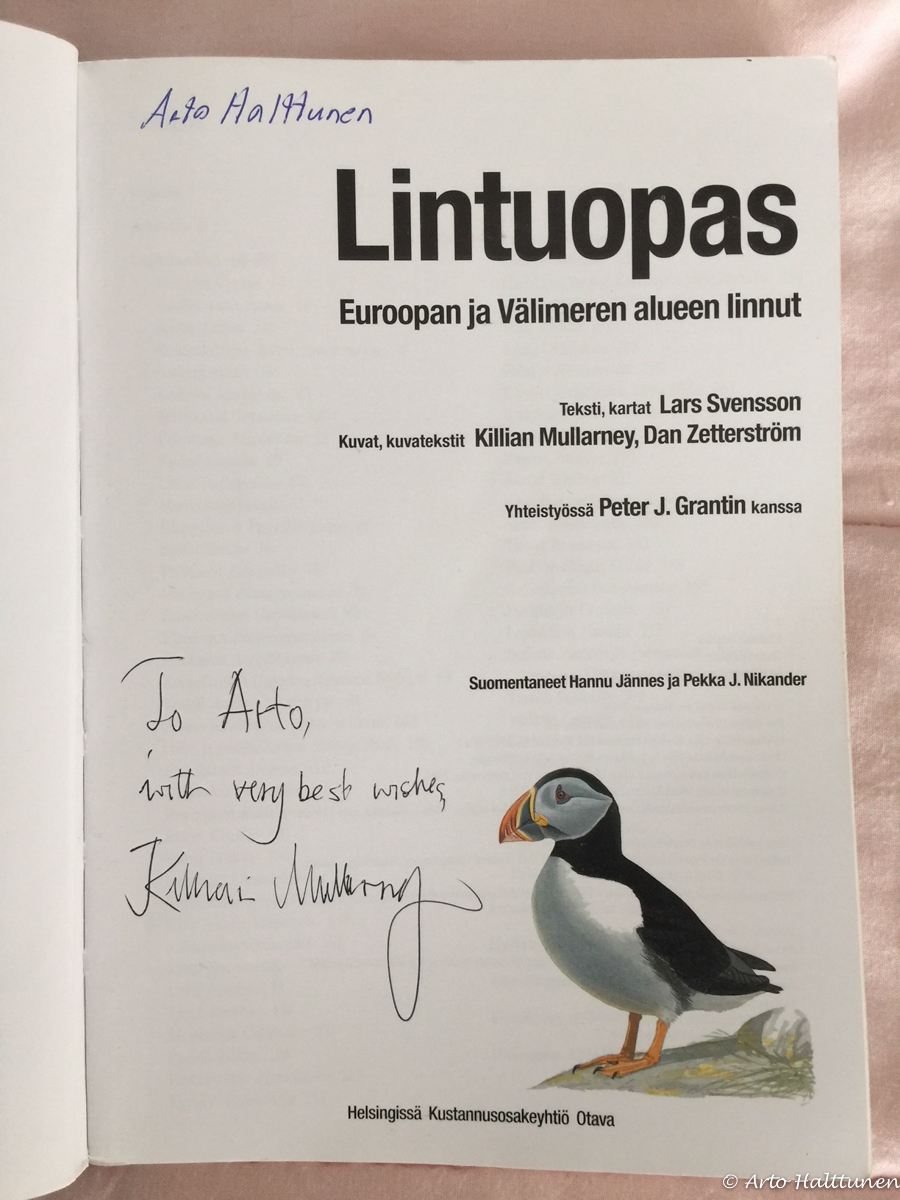 Arto Halttunen
Lintuopas
Euroopan ja Välimeren alueen linnut
Teksti, kartat Lars Svensson
Kuvat, kuvatekstit Killian Mullarney, Dan Zetterström
Yhteistyössä Peter J. Grantin kanssa
Suomentaneet Hannu Jännes ja Pekka J. Nikander
To Arto,
with very best wishes,
Killian Mullarney
Helsingissä Kustannusosakeyhtiö Otava
© Arto Halttunen